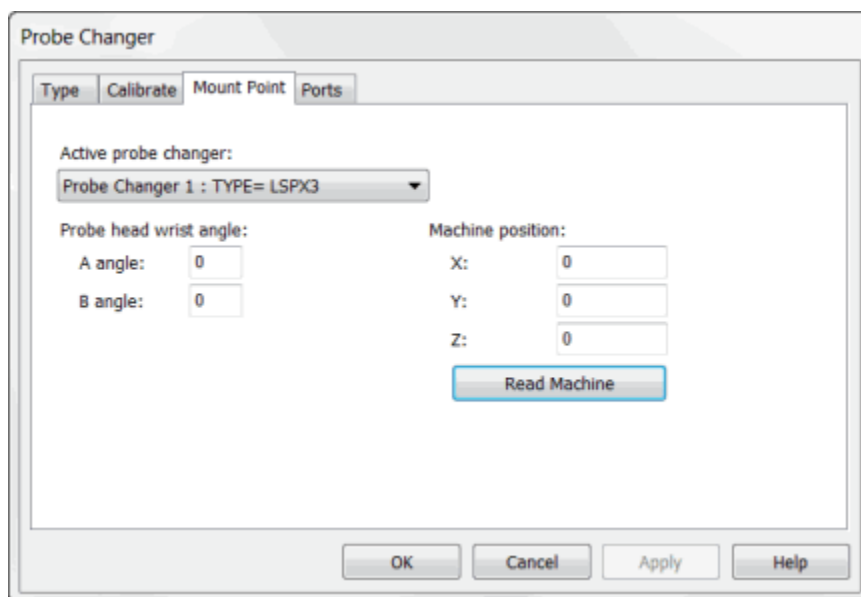 Probe Changer
Type Calibrate Mount Point Ports
Active probe changer:
Probe Changer 1 : TYPE= LSPX3
Probe head wrist angle: Machine position:
A angle: 0 X: 0
B angle: 0 Y: 0
Z: 0
Read Machine
OK Cancel Apply Help